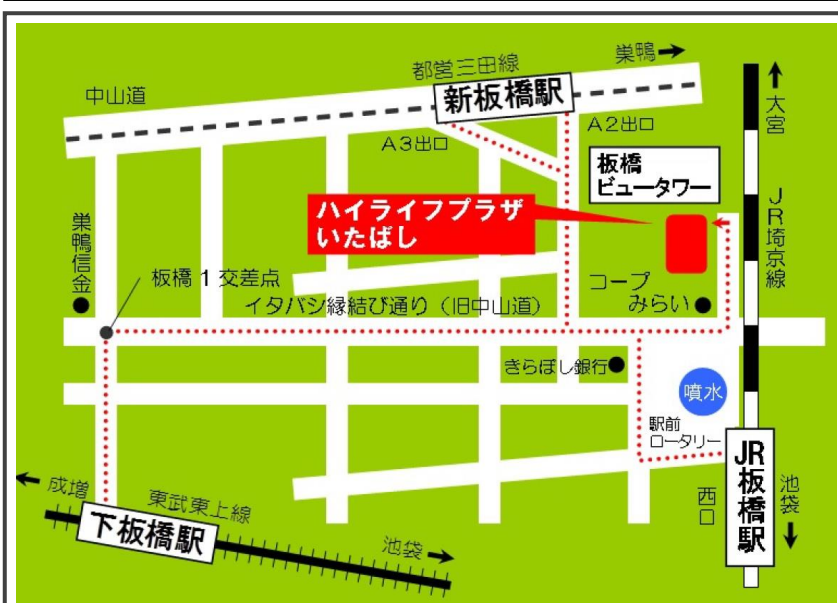 巣鴨→
都営三田線
中山道
新板橋駅
大宮
A3出口
A2出口
板橋
ビュータワー
JR埼京線
ハイライフプラザ
いたばし
巣鴨信金
板橋1交差点
コープ
みらい
イタバシ縁結び通り（旧中山道）
きらぼし銀行
噴水
駅前
ロータリー
JR板橋駅
西口
池袋
←成増
東武東上線
下板橋駅
池袋→